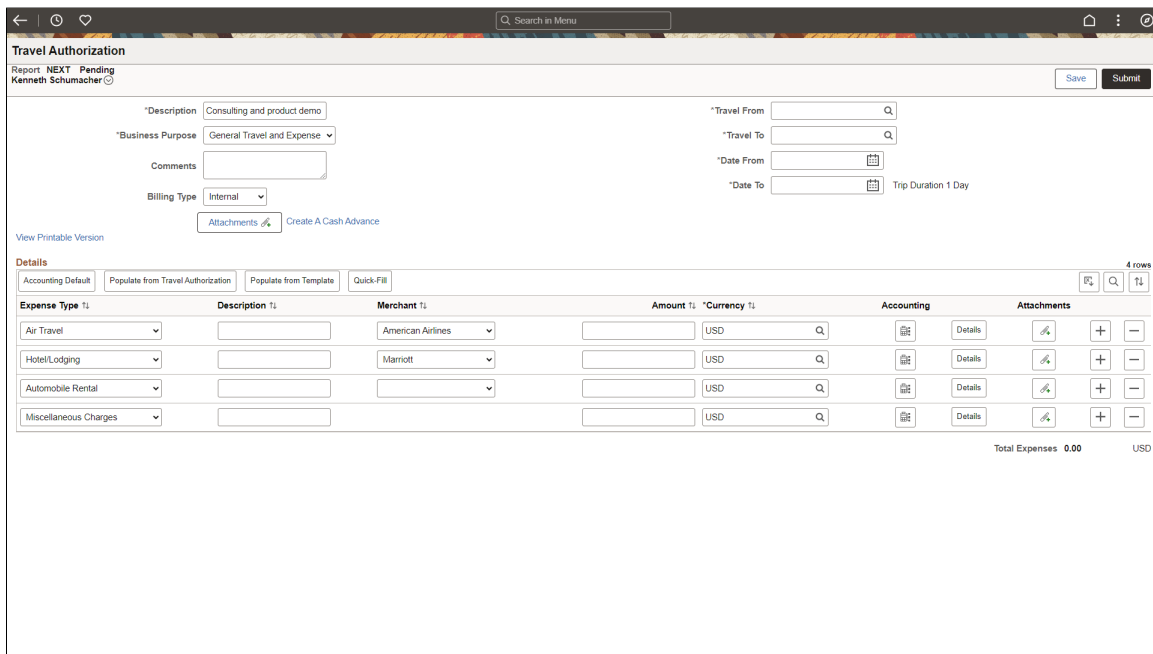 Search in Menu
Travel Authorization
Report NEXT Pending
Kenneth Schumacher
Save
Submit
*Description Consulting and product demo
*Travel From
*Business Purpose General Travel and Expense
*Travel To
Comments
*Date From
*Date To
Trip Duration 1 Day
Billing Type Internal
Attachments
Create A Cash Advance
View Printable Version
Details
4 rows
Accounting Default Populate from Travel Authorization Populate from Template Quick-Fill
Expense Type Description Merchant Amount *Currency Accounting Attachments
Air Travel American Airlines USD Details
Hotel/Lodging Marriott USD Details
Automobile Rental USD Details
Miscellaneous Charges USD Details
Total Expenses 0.00 USD